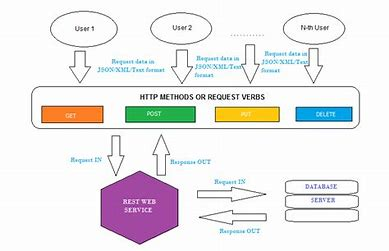 User 1
User 2
............
N-th User
Request data in
JSON/XML/Text
format
Request data in
JSON/XML/Text
format
Request data in
JSON/XML/Text
format
HTTP METHODS OR REQUEST VERBS
GET
POST
PUT
DELETE
Request IN
Response OUT
REST WEB
SERVICE
Request IN
Response OUT
DATABASE
SERVER